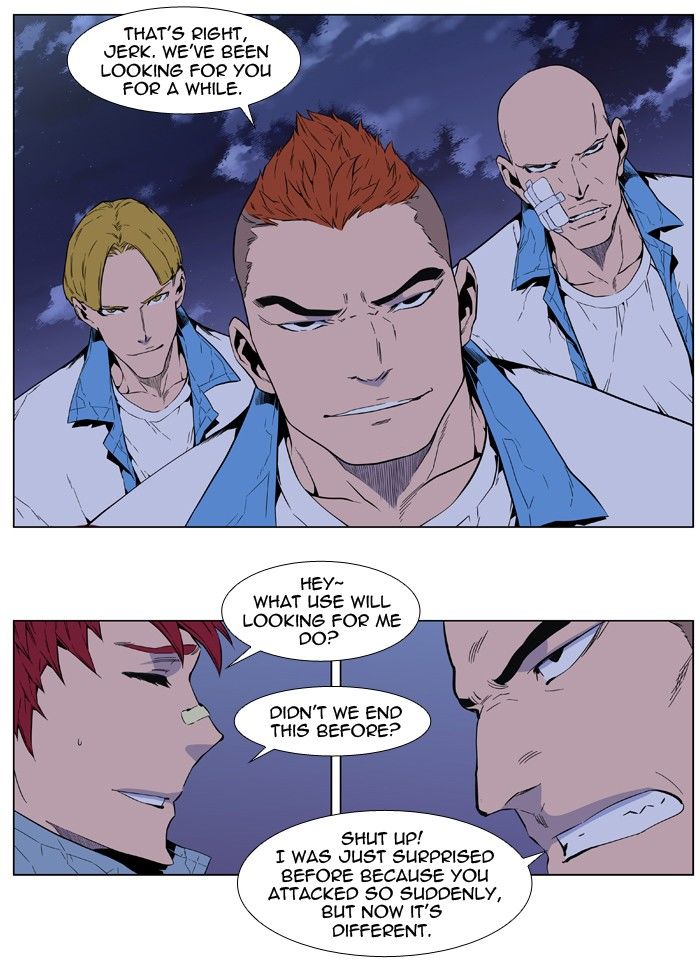 THAT'S RIGHT,
JERK. WE'VE BEEN
LOOKING FOR YOU
FOR A WHILE.
HEY~
WHAT USE WILL
LOOKING FOR ME
DO?
DIDN'T WE END
THIS BEFORE?
SHUT UP!
I WAS JUST SURPRISED
BEFORE BECAUSE YOU
ATTACKED SO SUDDENLY,
BUT NOW IT'S
DIFFERENT.